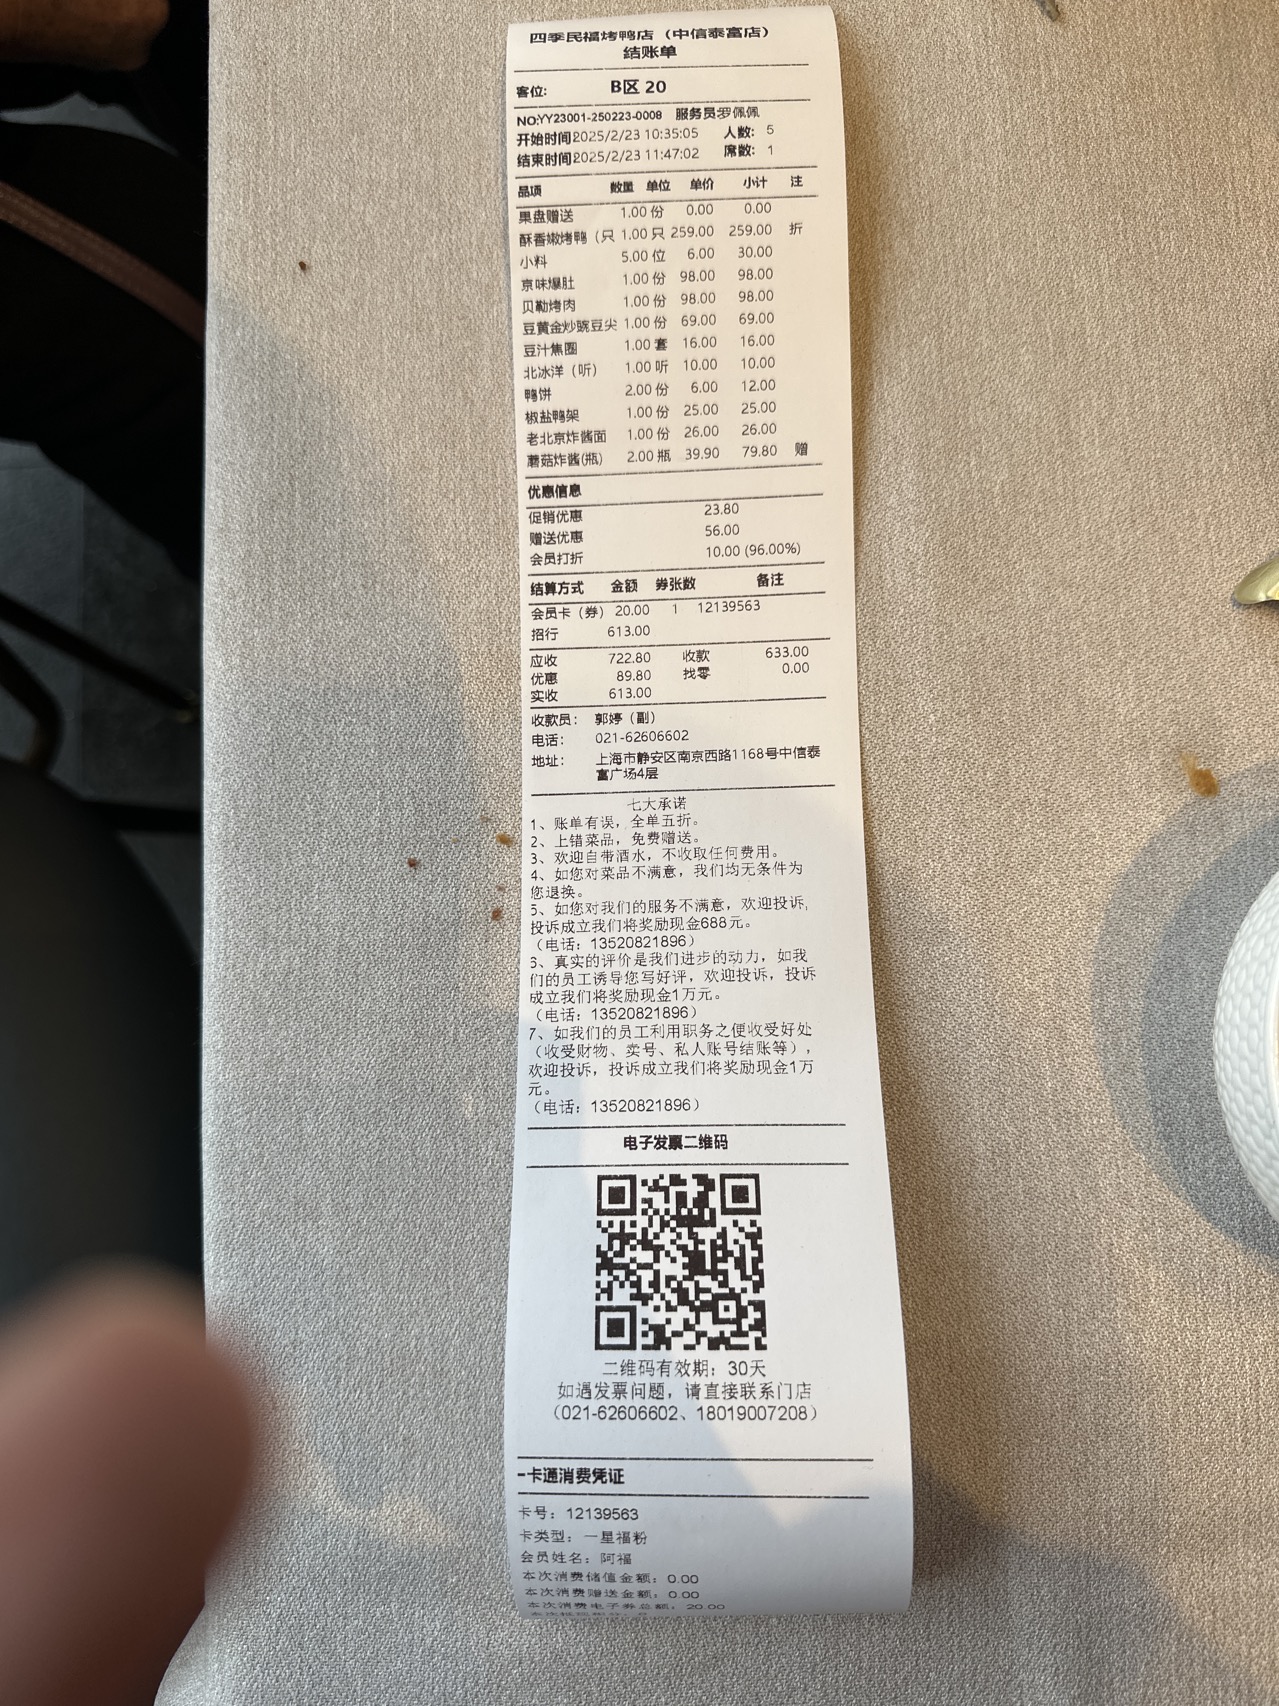 四季民福烤鸭店（中信泰富店）
结账单
客位: B区 20
NO:YY23001-250223-0008 服务员:罗佩佩
开始时间2025/2/23 10:35:05 人数: 5
结束时间2025/2/23 11:47:02 席数: 1
品项 数量 单位 单价 小计 注
果盘赠送 1.00 份 0.00 0.00
酥香嫩烤鸭（只 1.00 只 259.00 259.00 折
小料 5.00 位 6.00 30.00
京味爆肚 1.00 份 98.00 98.00
贝勒烤肉 1.00 份 98.00 98.00
豆黄金炒豌豆尖 1.00 份 69.00 69.00
豆汁焦圈 1.00 套 16.00 16.00
北冰洋（听） 1.00 听 10.00 10.00
鸭饼 2.00 份 6.00 12.00
椒盐鸭架 1.00 份 25.00 25.00
老北京炸酱面 1.00 份 26.00 26.00
蘑菇炸酱(瓶) 2.00 瓶 39.90 79.80 赠
优惠信息
促销优惠 23.80
赠送优惠 56.00
会员打折 10.00 (96.00%)
结算方式 金额 券张数 备注
会员卡（券） 20.00 1 12139563
招行 613.00
应收 722.80 收款 633.00
优惠 89.80 找零 0.00
实收 613.00
收款员: 郭婷（副）
电话: 021-62606602
地址: 上海市静安区南京西路1168号中信泰
富广场4层
七大承诺
1、账单有误，全单五折。
2、上错菜品，免费赠送。
3、欢迎自带酒水，不收取任何费用。
4、如您对菜品不满意，我们均无条件为
您退换。
5、如您对我们的服务不满意，欢迎投诉，
投诉成立我们将奖励现金688元。
（电话：13520821896）
6、真实的评价是我们进步的动力，如我
们的员工诱导您写好评，欢迎投诉，投诉
成立我们将奖励现金1万元。
（电话：13520821896）
7、如我们的员工利用职务之便收受好处
（收受财物、卖号、私人账号结账等），
欢迎投诉，投诉成立我们将奖励现金1万
元。
（电话：13520821896）
电子发票二维码
二维码有效期：30天
如遇发票问题，请直接联系门店
（021-62606602、18019007208）
一卡通消费凭证
卡号：12139563
卡类型：一星福粉
会员姓名：阿福
本次消费储值金额：0.00
本次消费赠送金额：0.00
本次消费电子券总额：20.00